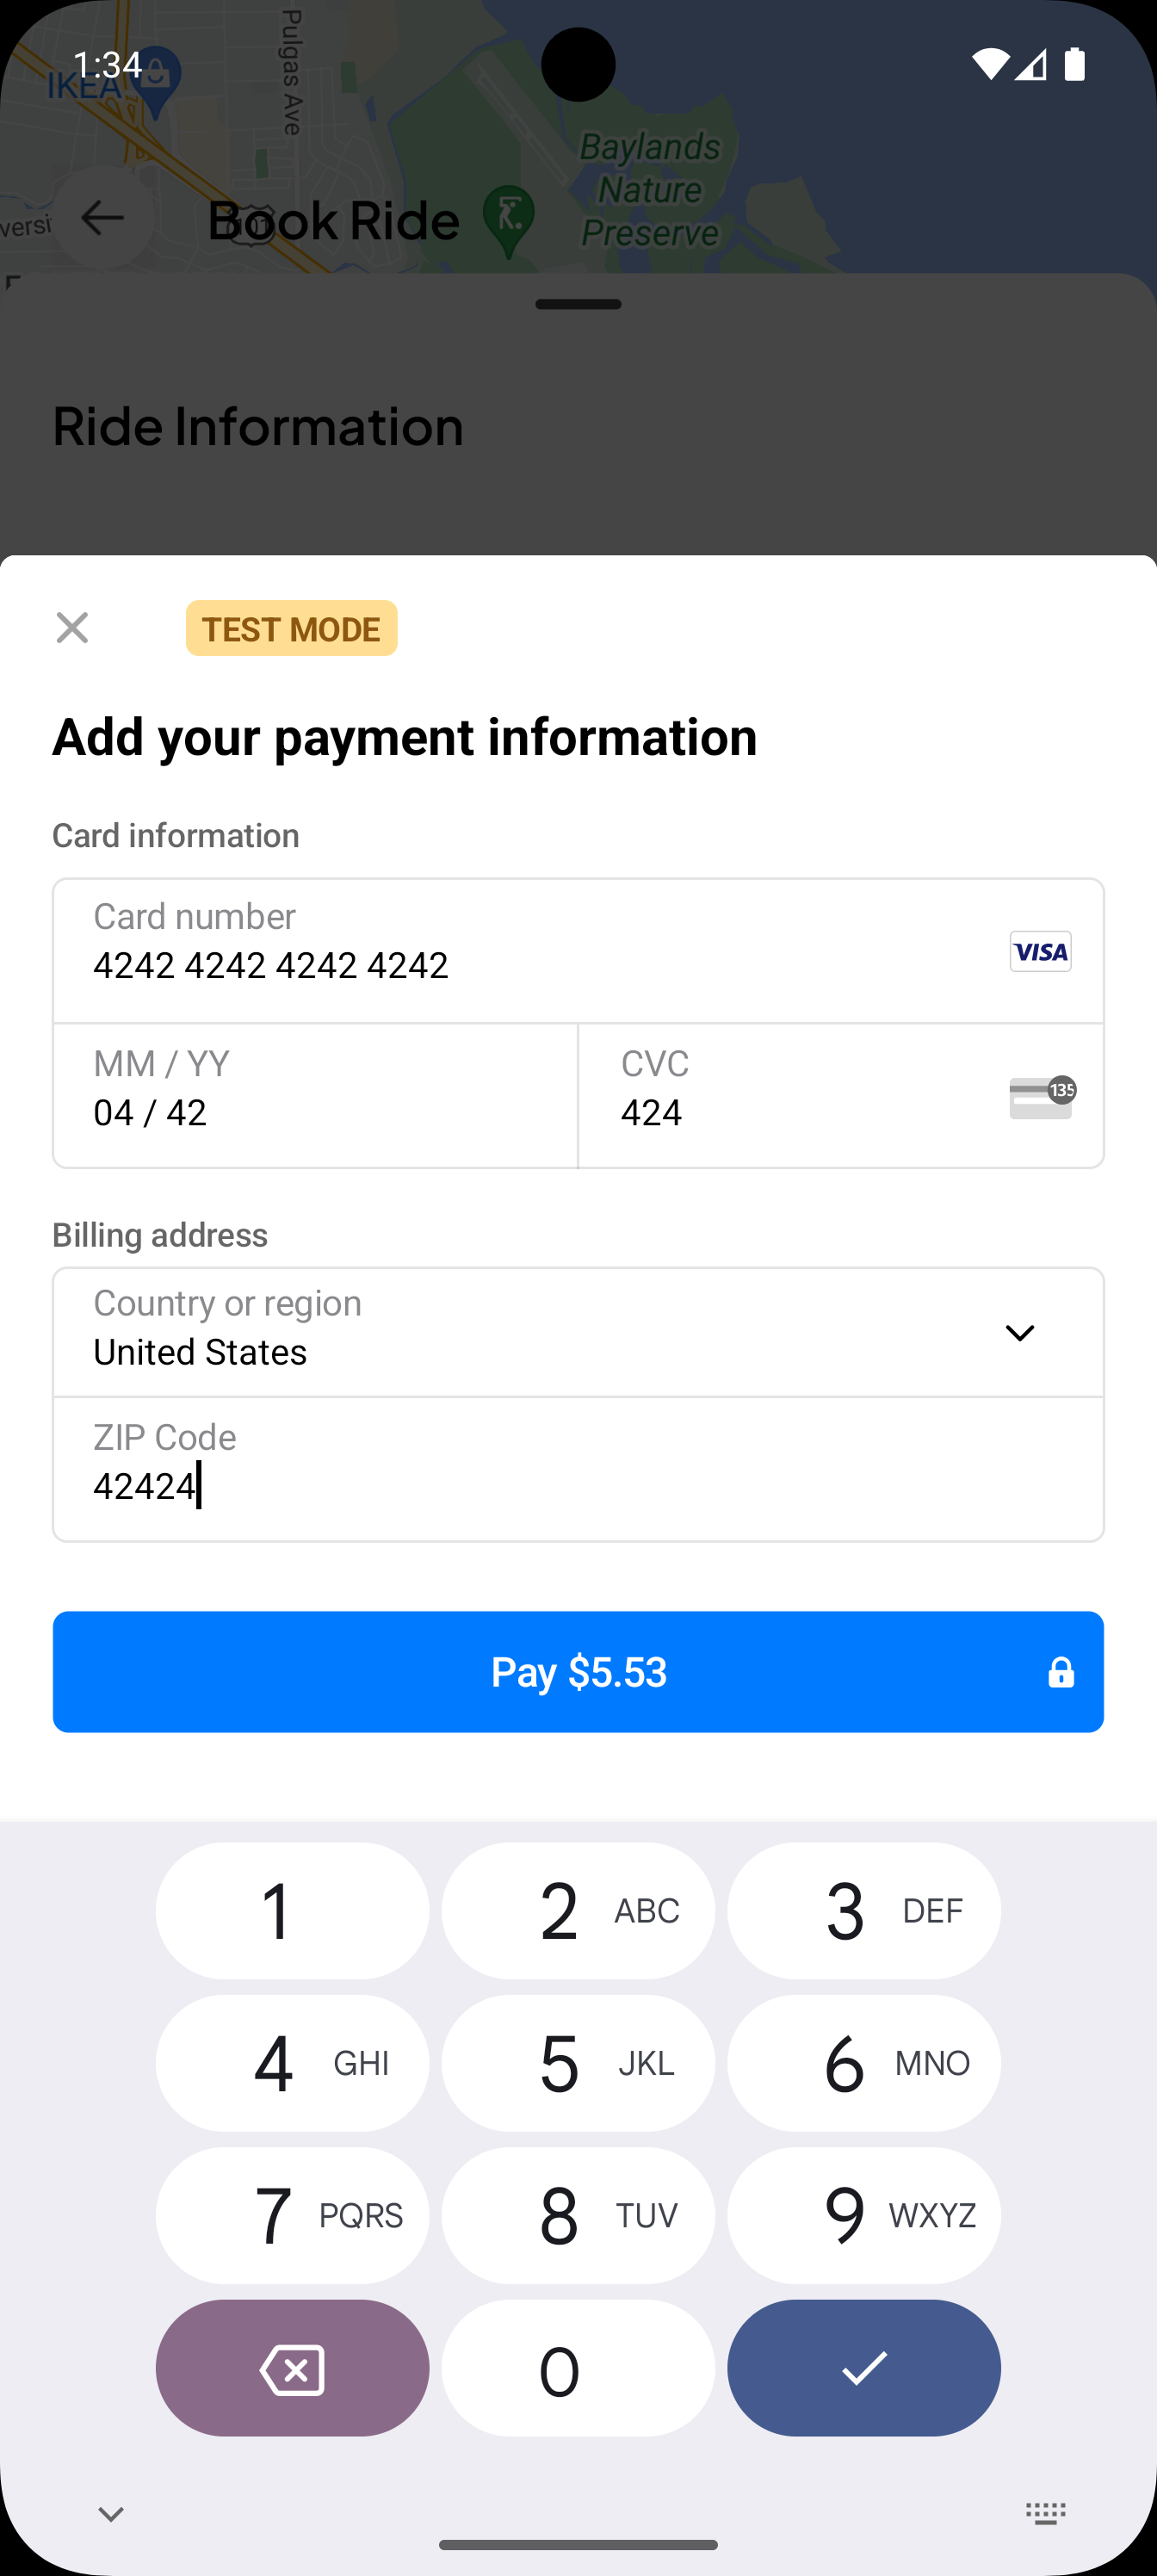 1:34
IKEA
Pulgas Ave
Baylands
Nature
Preserve
versi
101
Book Ride
Ride Information
TEST MODE
Add your payment information
Card information
Card number
4242 4242 4242 4242
VISA
MM / YY
04 / 42
CVC
424
135
Billing address
Country or region
United States
ZIP Code
42424
Pay $5.53
1
2 ABC
3 DEF
4 GHI
5 JKL
6 MNO
7 PQRS
8 TUV
9 WXYZ
0